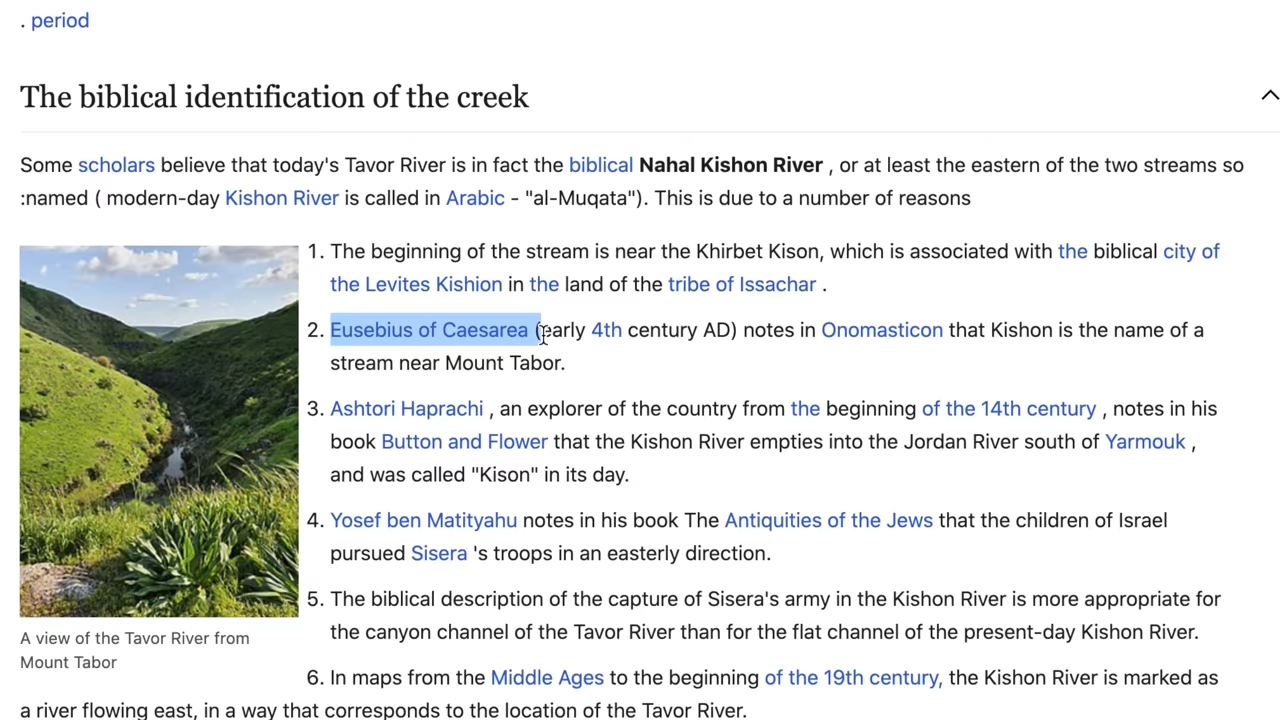 . period
The biblical identification of the creek
Some scholars believe that today's Tavor River is in fact the biblical Nahal Kishon River , or at least the eastern of the two streams so
:named ( modern-day Kishon River is called in Arabic - "al-Muqata"). This is due to a number of reasons
1. The beginning of the stream is near the Khirbet Kison, which is associated with the biblical city of
the Levites Kishion in the land of the tribe of Issachar .
2. Eusebius of Caesarea (early 4th century AD) notes in Onomasticon that Kishon is the name of a
stream near Mount Tabor.
3. Ashtori Haprachi , an explorer of the country from the beginning of the 14th century , notes in his
book Button and Flower that the Kishon River empties into the Jordan River south of Yarmouk ,
and was called "Kison" in its day.
4. Yosef ben Matityahu notes in his book The Antiquities of the Jews that the children of Israel
pursued Sisera 's troops in an easterly direction.
5. The biblical description of the capture of Sisera's army in the Kishon River is more appropriate for
the canyon channel of the Tavor River than for the flat channel of the present-day Kishon River.
A view of the Tavor River from
Mount Tabor
6. In maps from the Middle Ages to the beginning of the 19th century, the Kishon River is marked as
a river flowing east, in a way that corresponds to the location of the Tavor River.